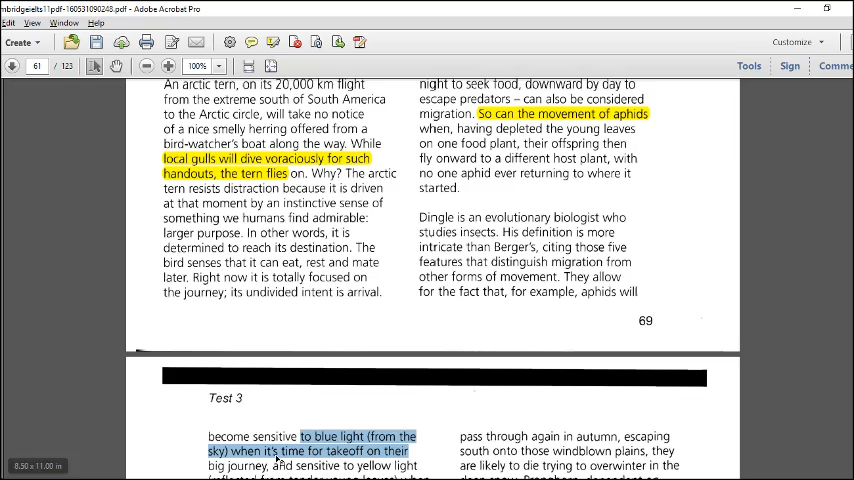 mbridgeielts11pdf-160531090248.pdf - Adobe Acrobat Pro
Edit View Window Help
Create
Customize
61 / 123
100%
Tools Sign Comme
An arctic tern, on its 20,000 km flight
from the extreme south of South America
to the Arctic circle, will take no notice
of a nice smelly herring offered from a
bird-watcher's boat along the way. While
local gulls will dive voraciously for such
handouts, the tern flies on. Why? The arctic
tern resists distraction because it is driven
at that moment by an instinctive sense of
something we humans find admirable:
larger purpose. In other words, it is
determined to reach its destination. The
bird senses that it can eat, rest and mate
later. Right now it is totally focused on
the journey; its undivided intent is arrival.
night to seek food, downward by day to
escape predators – can also be considered
migration. So can the movement of aphids
when, having depleted the young leaves
on one food plant, their offspring then
fly onward to a different host plant, with
no one aphid ever returning to where it
started.
Dingle is an evolutionary biologist who
studies insects. His definition is more
intricate than Berger's, citing those five
features that distinguish migration from
other forms of movement. They allow
for the fact that, for example, aphids will
69
Test 3
become sensitive to blue light (from the
sky) when it's time for takeoff on their
big journey, and sensitive to yellow light
(reflected from tender young leaves) when
pass through again in autumn, escaping
south onto those windblown plains, they
are likely to die trying to overwinter in the
deep snow. Pronghorn, dependent on
8.50 x 11.00 in